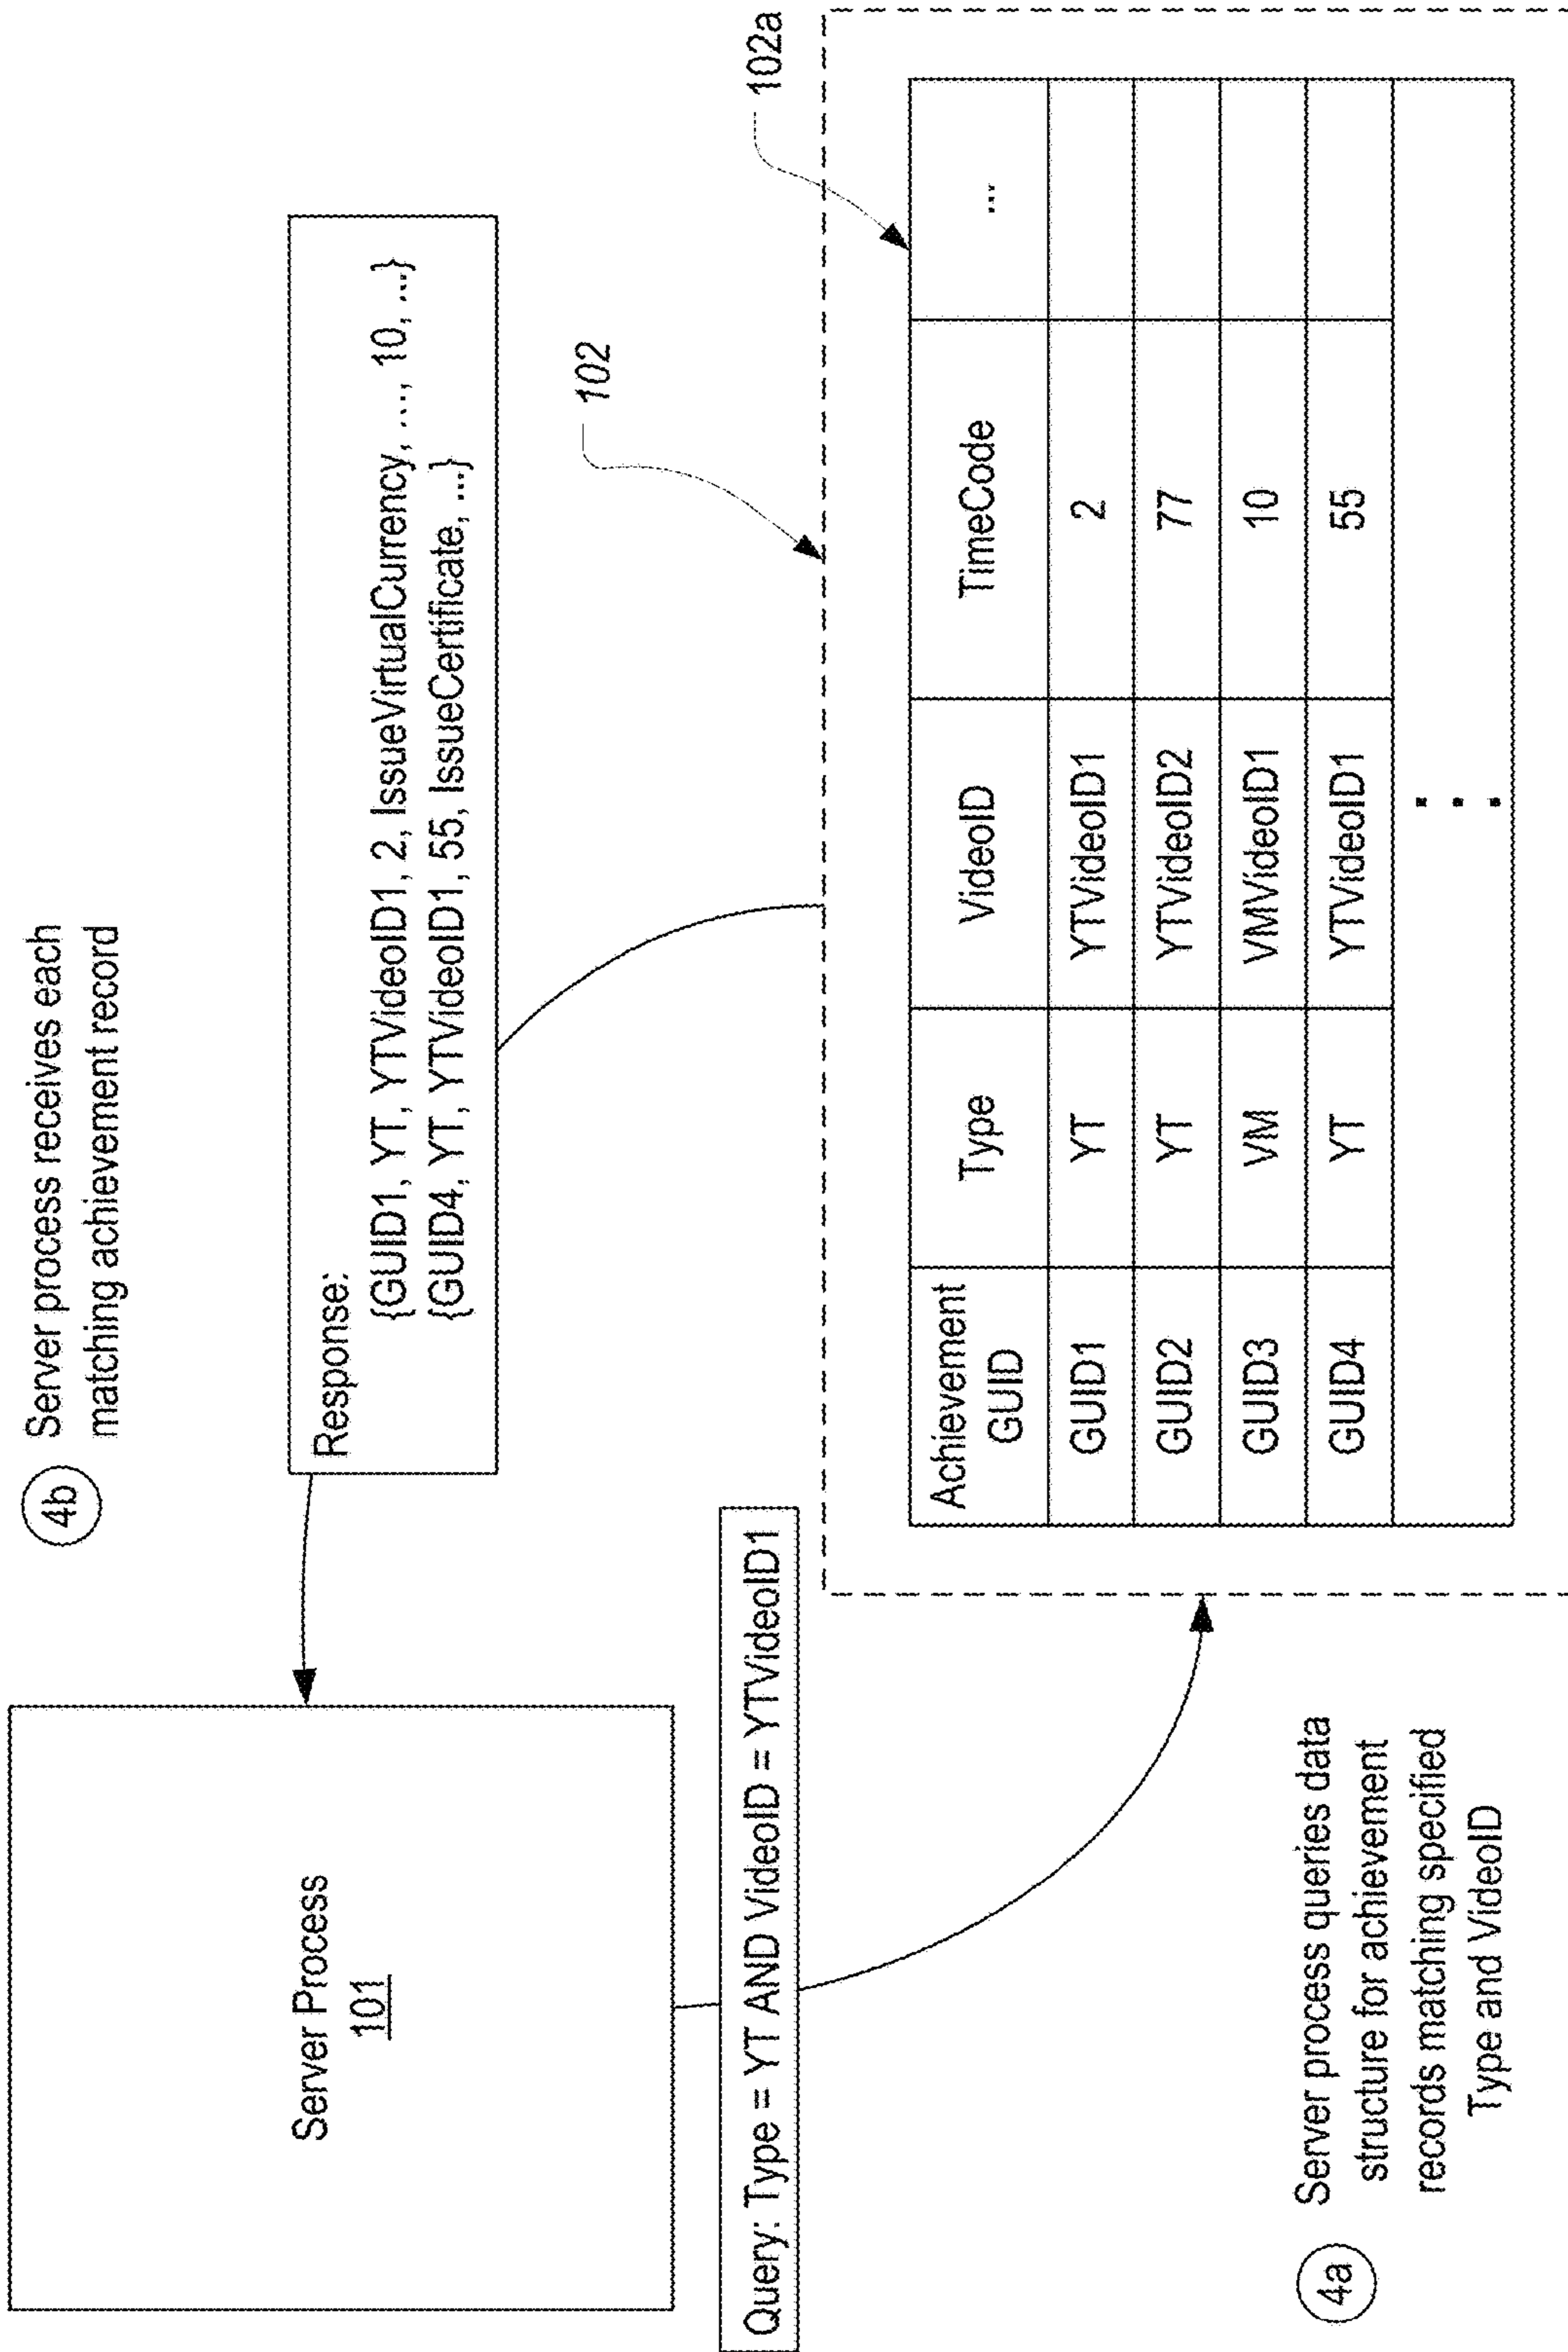 Server Process
101
4b
Server process receives each
matching achievement record
Response:
{GUID1, YT, YTVideoID1, 2, IssueVirtualCurrency, ..., 10, ...}
{GUID4, YT, YTVideoID1, 55, IssueCertificate, ...}
Query: Type = YT AND VideoID = YTVideoID1
102
102a
4a
Server process queries data
structure for achievement
records matching specified
Type and VideoID
Achievement GUID Type VideoID TimeCode ...
GUID1 YT YTVideoID1 2
GUID2 YT YTVideoID2 77
GUID3 VM VMVideoID1 10
GUID4 YT YTVideoID1 55